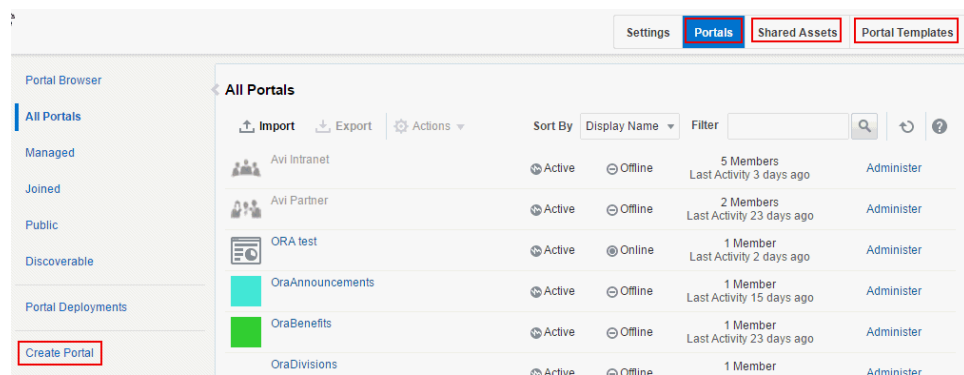 Settings Portals Shared Assets Portal Templates
Portal Browser
All Portals
Managed
Joined
Public
Discoverable
Portal Deployments
Create Portal
All Portals
Import Export Actions Sort By Display Name Filter
Avi Intranet Active Offline 5 Members Administer
Last Activity 3 days ago
Avi Partner Active Offline 2 Members Administer
Last Activity 23 days ago
ORA test Active Online 1 Member Administer
Last Activity 2 days ago
OraAnnouncements Active Offline 1 Member Administer
Last Activity 15 days ago
OraBenefits Active Offline 1 Member Administer
Last Activity 23 days ago
OraDivisions Active Offline 1 Member Administer